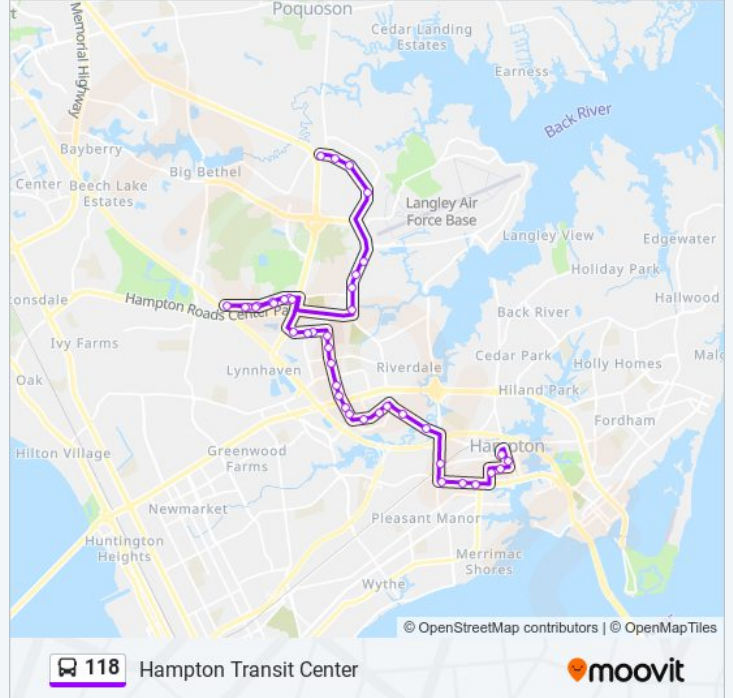 t
Memorial Highway
Poquoson
Cedar Landing
Estates
Earness
Back River
Bayberry
Big Bethel
Center
Beech Lake
Estates
Langley Air
Force Base
Langley View
Edgewater
Holiday Park
Hallwood
onsdale
Hampton Roads Center Pa
Back River
Ivy Farms
Lynnhaven
Riverdale
Cedar Park
Holly Homes
Oak
Hiland Park
Fordham
Hilton Village
Greenwood
Farms
Hampton
Newmarket
Pleasant Manor
Huntington
Heights
Merrimac
Shores
Wythe
© OpenStreetMap contributors | © OpenMapTiles
118 Hampton Transit Center
moovit